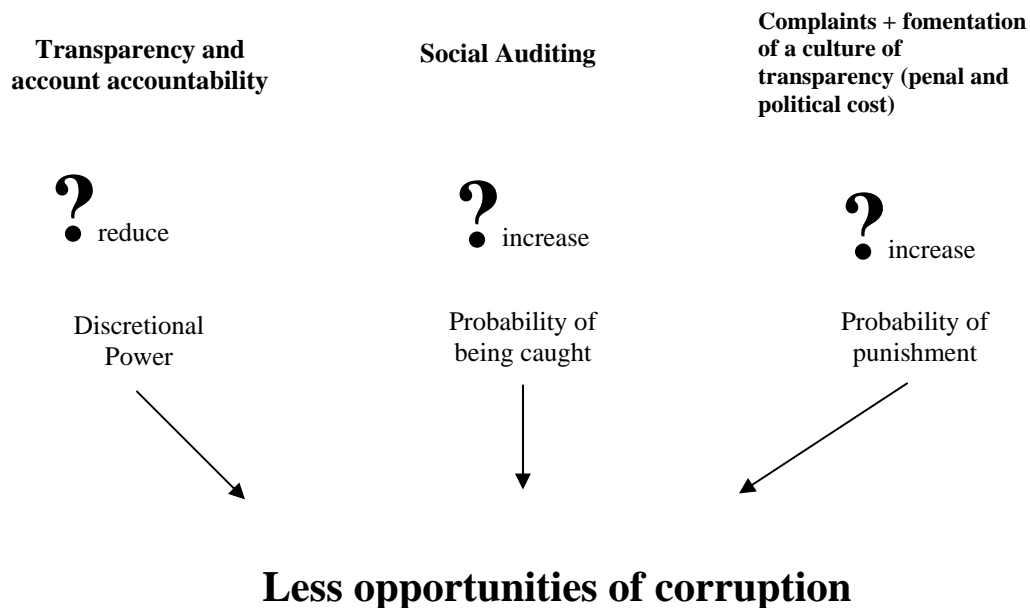 Transparency and
account accountability
Social Auditing
Complaints + fomentation
of a culture of
transparency (penal and
political cost)
? reduce
? increase
? increase
Discretional
Power
Probability of
being caught
Probability of
punishment
Less opportunities of corruption